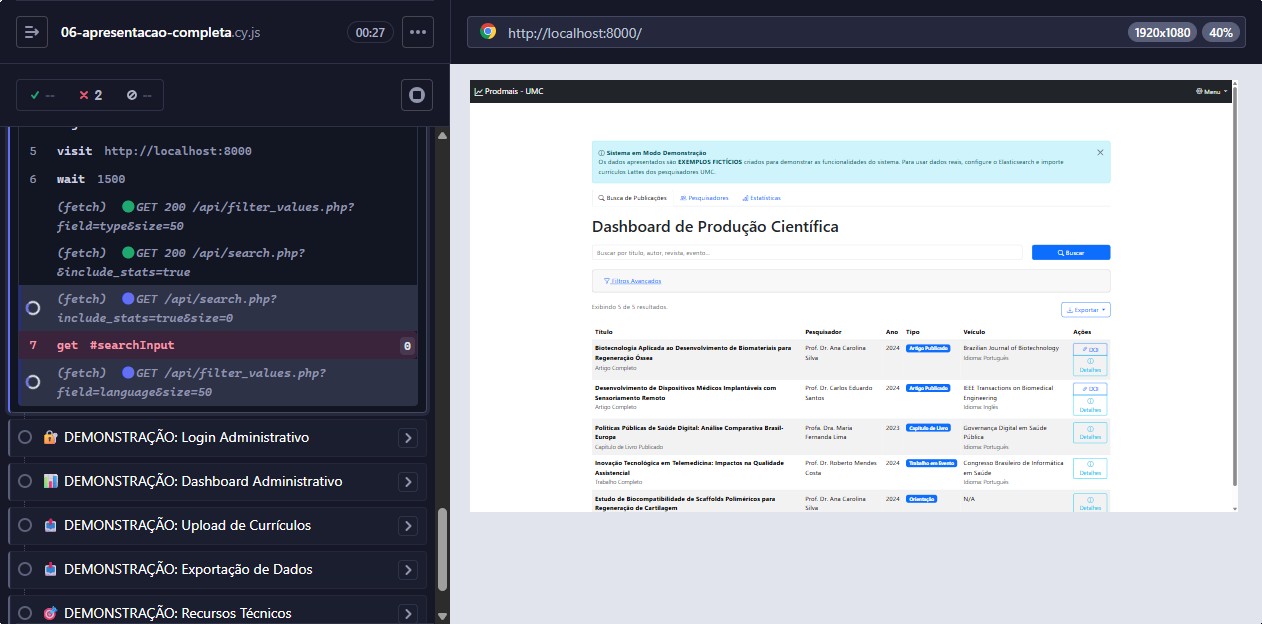 06-apresentacao-completa.cy.js
00:27
http://localhost:8000/
1920x1080
40%
--
2
--
5 visit http://localhost:8000
6 wait 1500
(fetch) GET 200 /api/filter_values.php?
field=type&size=50
(fetch) GET 200 /api/search.php?
&include_stats=true
(fetch) GET /api/search.php?
include_stats=true&size=0
7 get #searchInput 0
(fetch) GET /api/filter_values.php?
field=language&size=50
DEMONSTRAÇÃO: Login Administrativo
DEMONSTRAÇÃO: Dashboard Administrativo
DEMONSTRAÇÃO: Upload de Currículos
DEMONSTRAÇÃO: Exportação de Dados
DEMONSTRAÇÃO: Recursos Técnicos
Prodmais - UMC
Menu
Sistema em Modo Demonstração
Os dados apresentados são EXEMPLOS FICTÍCIOS criados para demonstrar as funcionalidades do sistema. Para usar dados reais, configure o Elasticsearch e importe
currículos Lattes dos pesquisadores UMC.
Busca de Publicações
Pesquisadores
Estatísticas
Dashboard de Produção Científica
Buscar por título, autor, revista, evento...
Buscar
Filtros Avançados
Exibindo 5 de 5 resultados.
Exportar
Título Pesquisador Ano Tipo Veículo Ações
Biotecnologia Aplicada ao Desenvolvimento de Biomateriais para Prof. Dr. Ana Carolina 2024 Artigo Publicado Brazilian Journal of Biotechnology DOI
Regeneração Óssea Silva Idioma: Português
Artigo Completo Detalhes
Desenvolvimento de Dispositivos Médicos Implantáveis com Prof. Dr. Carlos Eduardo 2024 Artigo Publicado IEEE Transactions on Biomedical DOI
Sensoriamento Remoto Santos Engineering
Artigo Completo Idioma: Inglês Detalhes
Políticas Públicas de Saúde Digital: Análise Comparativa Brasil- Profa. Dra. Maria 2023 Capítulo de Livro Governança Digital em Saúde
Europa Fernanda Lima Pública Detalhes
Capítulo de Livro Publicado Idioma: Português
Inovação Tecnológica em Telemedicina: Impactos na Qualidade Prof. Dr. Roberto Mendes 2024 Trabalho em Evento Congresso Brasileiro de Informática
Assistencial Costa em Saúde Detalhes
Trabalho Completo Idioma: Português
Estudo de Biocompatibilidade de Scaffolds Poliméricos para Prof. Dr. Ana Carolina 2024 Orientação N/A
Regeneração de Cartilagem Silva Detalhes